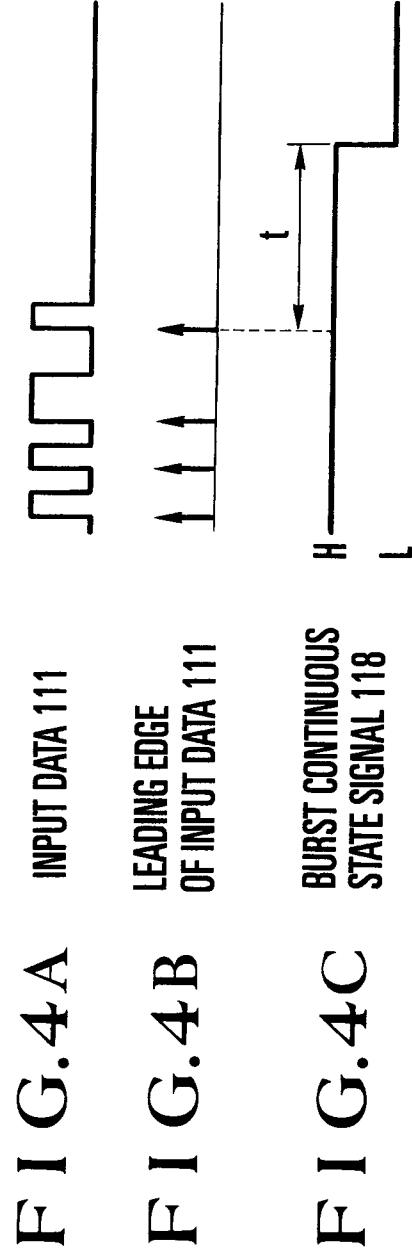 FIG.4A
INPUT DATA 111
FIG.4B
LEADING EDGE
OF INPUT DATA 111
FIG.4C
BURST CONTINUOUS
STATE SIGNAL 118
H
L
t